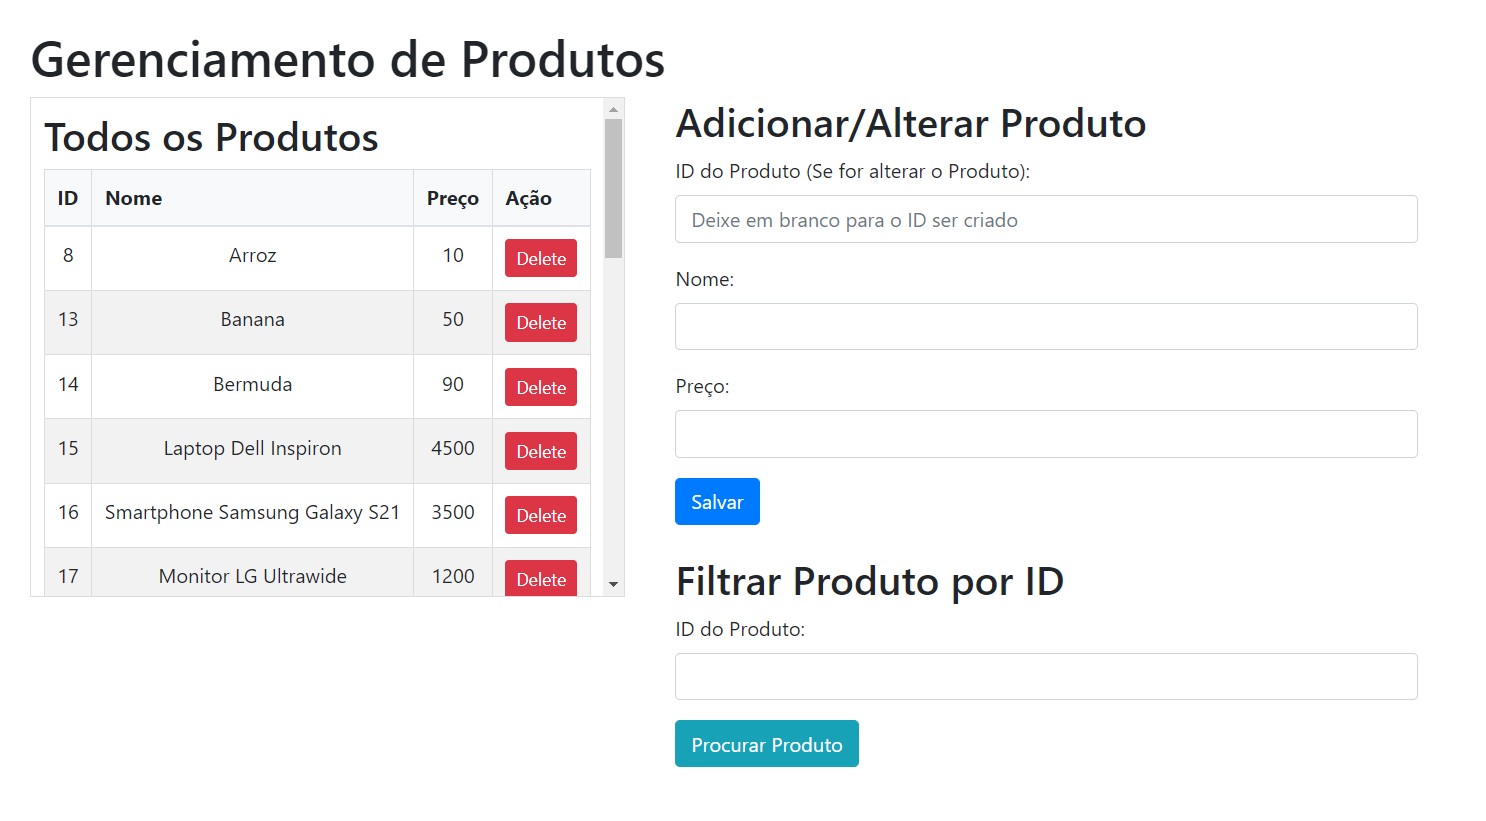 Gerenciamento de Produtos
Todos os Produtos
ID Nome Preço Ação
8 Arroz 10 Delete
13 Banana 50 Delete
14 Bermuda 90 Delete
15 Laptop Dell Inspiron 4500 Delete
16 Smartphone Samsung Galaxy S21 3500 Delete
17 Monitor LG Ultrawide 1200 Delete
Adicionar/Alterar Produto
ID do Produto (Se for alterar o Produto):
Deixe em branco para o ID ser criado
Nome:
Preço:
Salvar
Filtrar Produto por ID
ID do Produto:
Procurar Produto